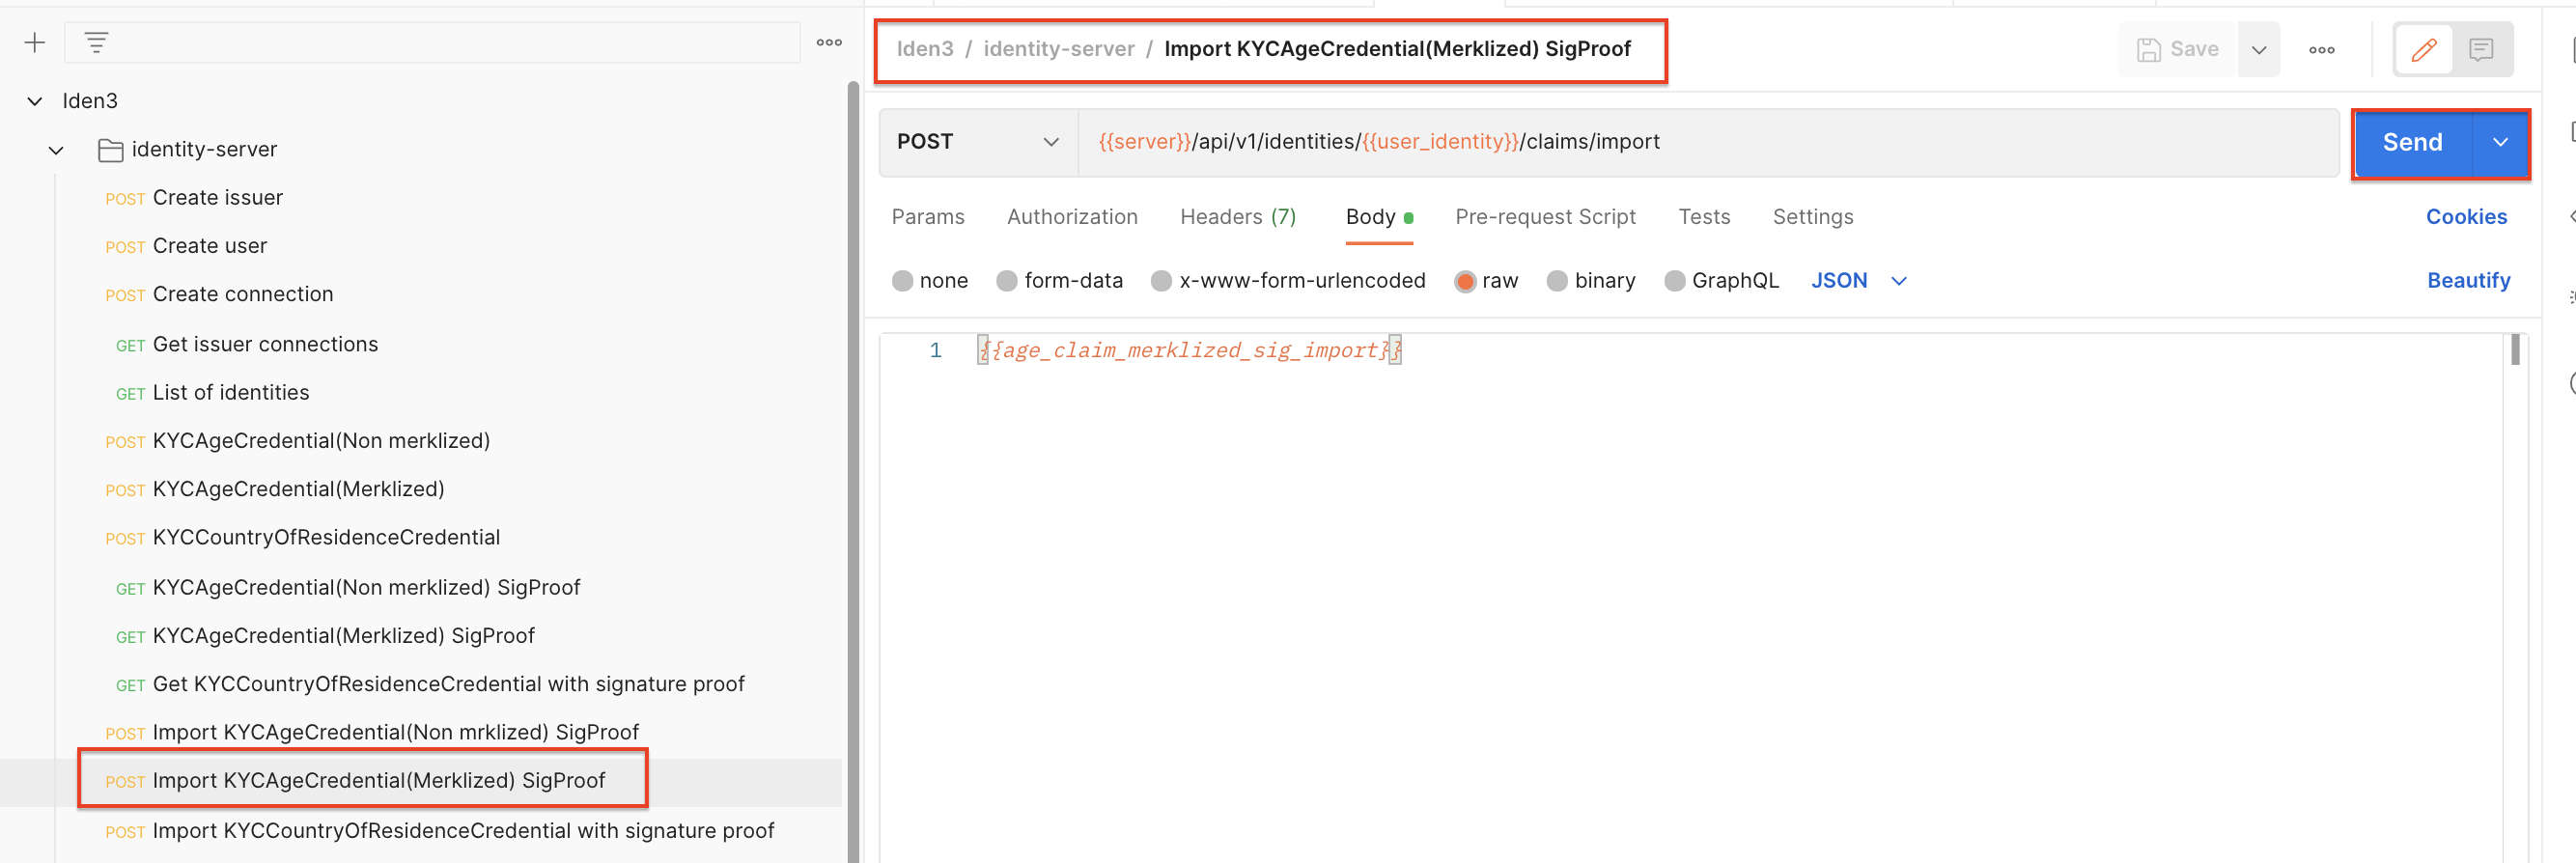 Iden3
identity-server
POST Create issuer
POST Create user
POST Create connection
GET Get issuer connections
GET List of identities
POST KYCAgeCredential(Non merklized)
POST KYCAgeCredential(Merklized)
POST KYCCountryOfResidenceCredential
GET KYCAgeCredential(Non merklized) SigProof
GET KYCAgeCredential(Merklized) SigProof
GET Get KYCCountryOfResidenceCredential with signature proof
POST Import KYCAgeCredential(Non mrklized) SigProof
POST Import KYCAgeCredential(Merklized) SigProof
POST Import KYCCountryOfResidenceCredential with signature proof
Iden3 / identity-server / Import KYCAgeCredential(Merklized) SigProof
Save
POST {{server}}/api/v1/identities/{{user_identity}}/claims/import
Send
Params Authorization Headers (7) Body Pre-request Script Tests Settings Cookies
none form-data x-www-form-urlencoded raw binary GraphQL JSON Beautify
1 {{age_claim_merklized_sig_import}}